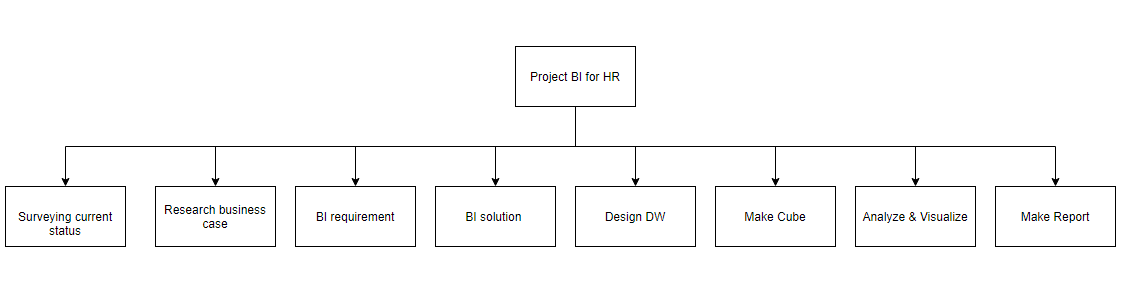 Project BI for HR
Surveying current
status
Research business
case
BI requirement
BI solution
Design DW
Make Cube
Analyze & Visualize
Make Report